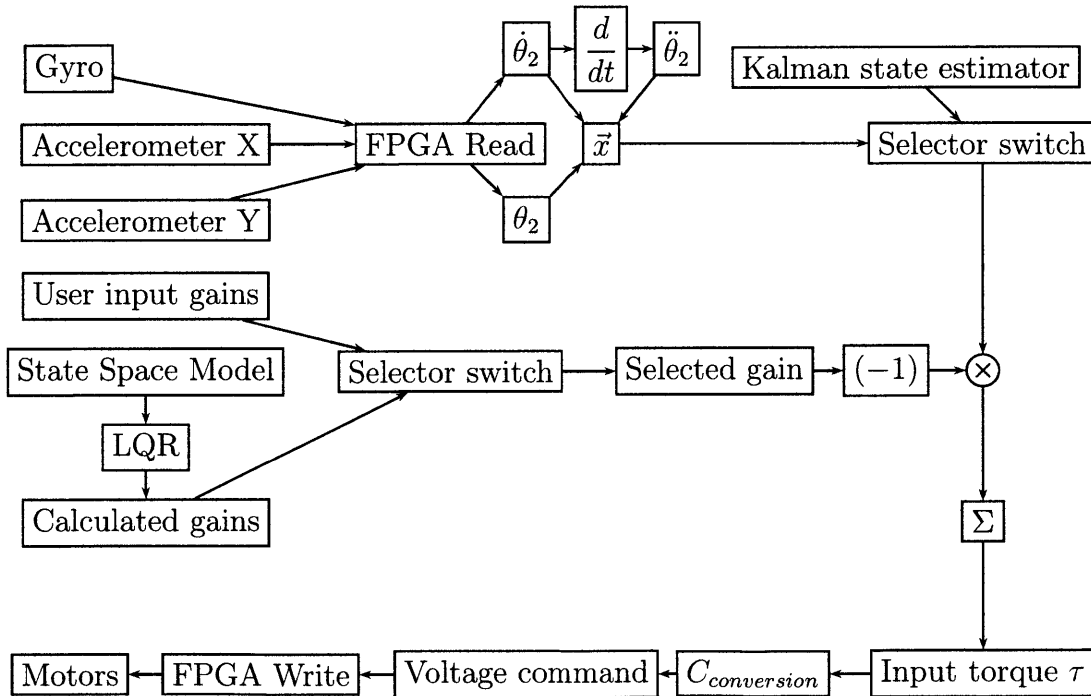 Gyro
Accelerometer X
Accelerometer Y
FPGA Read
θ̇₂
d
dt
θ̈₂
x⃗
θ₂
Kalman state estimator
Selector switch
User input gains
State Space Model
LQR
Calculated gains
Selector switch
Selected gain
(−1)
×
Σ
Motors
FPGA Write
Voltage command
C_conversion
Input torque τ